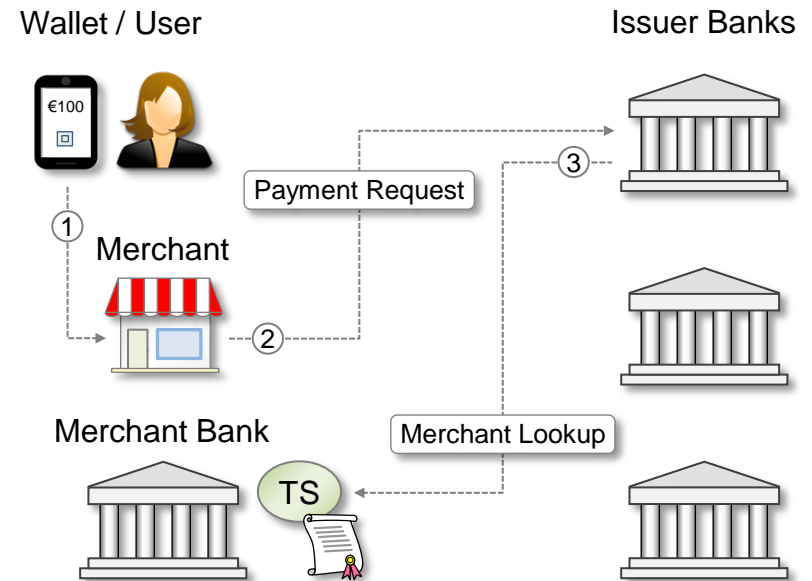 Wallet / User
Issuer Banks
€100
3
Payment Request
1
Merchant
2
Merchant Bank
Merchant Lookup
TS